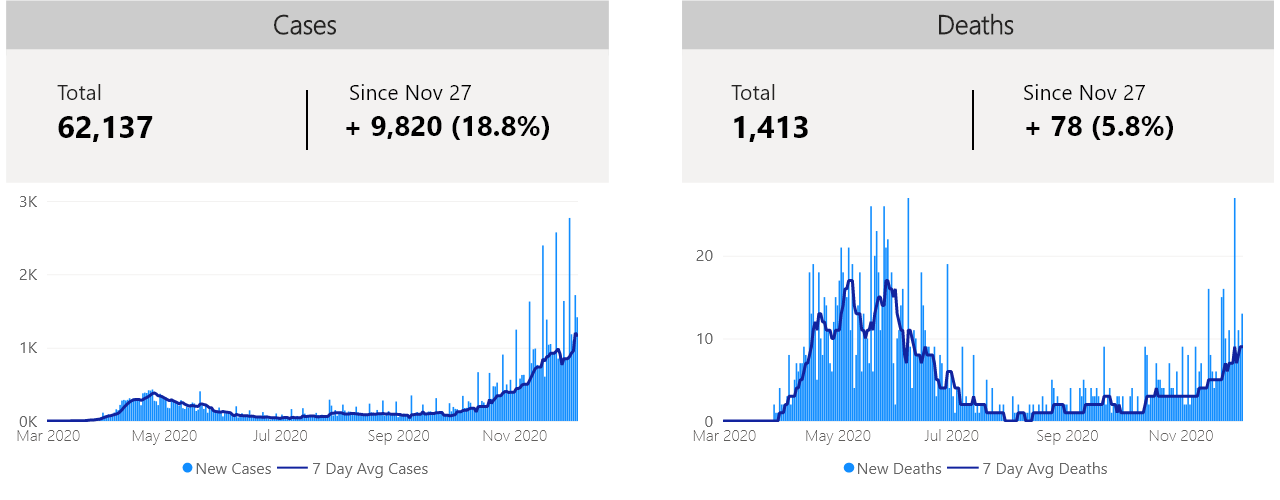 Cases
Total
62,137
Since Nov 27
+ 9,820 (18.8%)
3K
2K
1K
0K
Mar 2020 May 2020 Jul 2020 Sep 2020 Nov 2020
New Cases 7 Day Avg Cases
Deaths
Total
1,413
Since Nov 27
+ 78 (5.8%)
20
10
0
Mar 2020 May 2020 Jul 2020 Sep 2020 Nov 2020
New Deaths 7 Day Avg Deaths